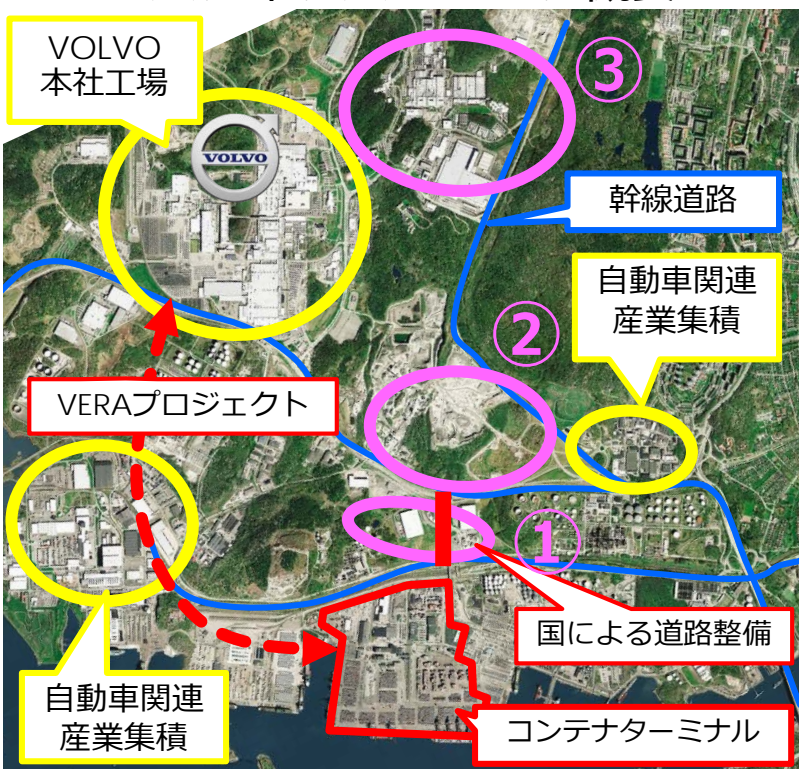 VOLVO
本社工場
VOLVO
③
幹線道路
自動車関連
産業集積
②
VERAプロジェクト
①
国による道路整備
自動車関連
産業集積
コンテナターミナル